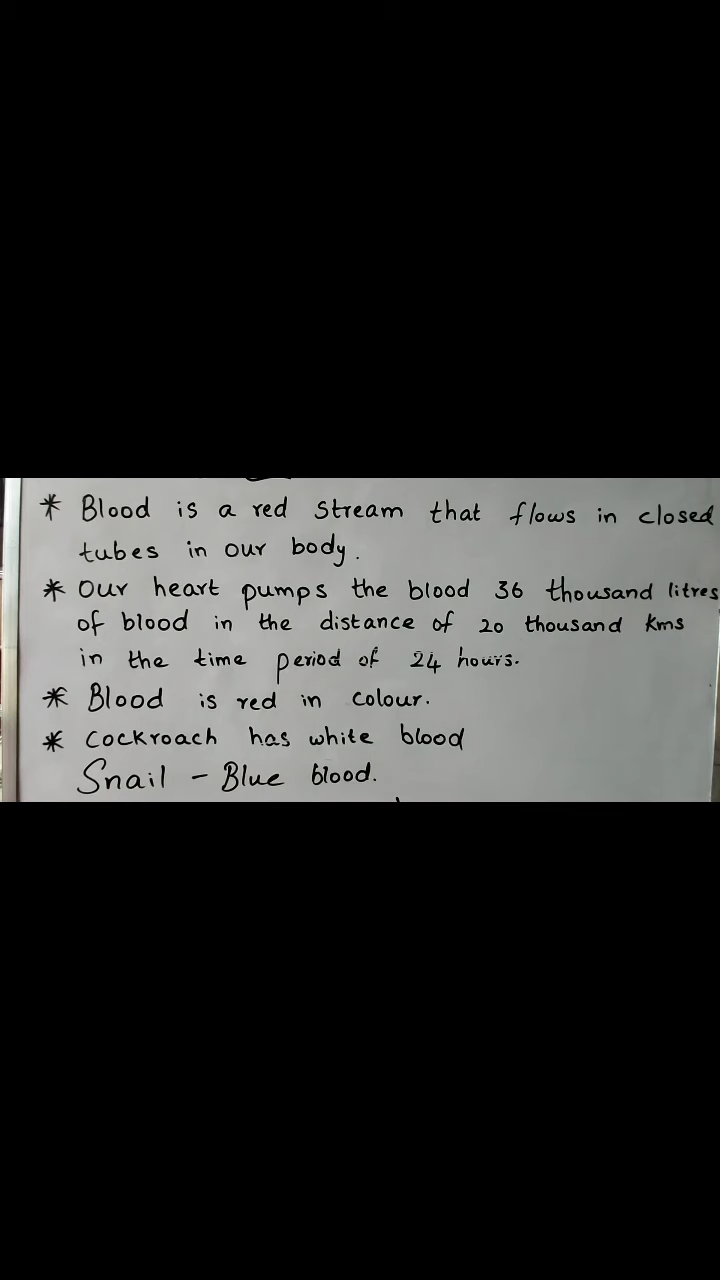 * Blood is a red stream that flows in closed
tubes in our body.
* Our heart pumps the blood 36 thousand litres
of blood in the distance of 20 thousand kms
in the time period of 24 hours.
* Blood is red in colour.
* Cockroach has white blood
Snail - Blue blood.